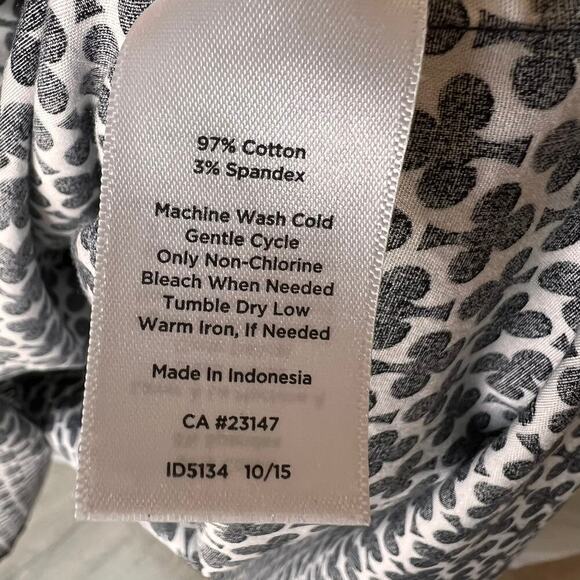 97% Cotton
3% Spandex
Machine Wash Cold
Gentle Cycle
Only Non-Chlorine
Bleach When Needed
Tumble Dry Low
Warm Iron, If Needed
Made In Indonesia
CA #23147
ID5134 10/15